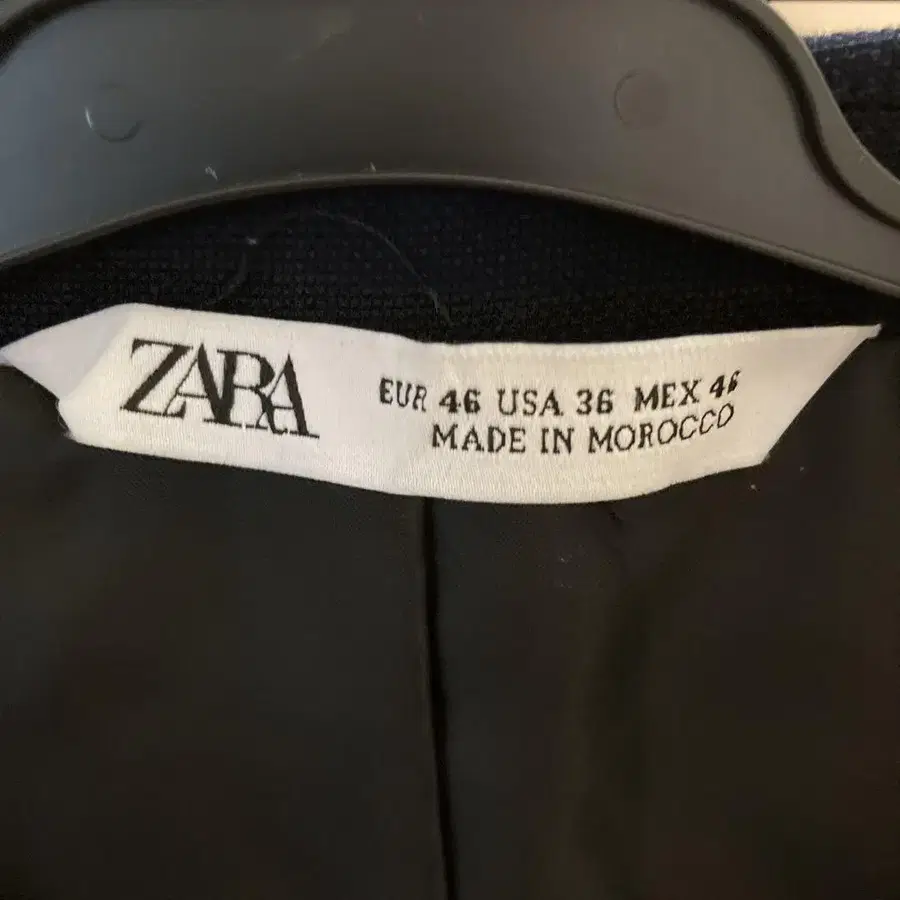 ZARA
EUR 46 USA 36 MEX 46
MADE IN MOROCCO